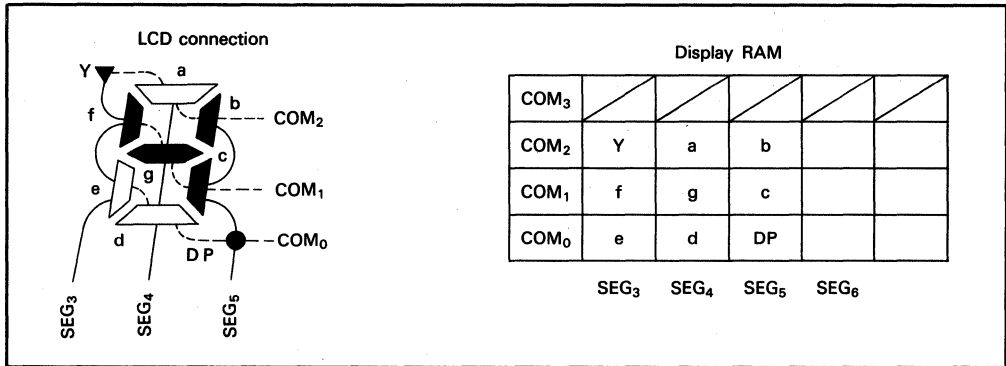 LCD connection
Y
a
b
f
COM2
c
g
e
COM1
d
DP
COM0
SEG3
SEG4
SEG5
Display RAM
COM3
COM2 Y a b
COM1 f g c
COM0 e d DP
SEG3 SEG4 SEG5 SEG6